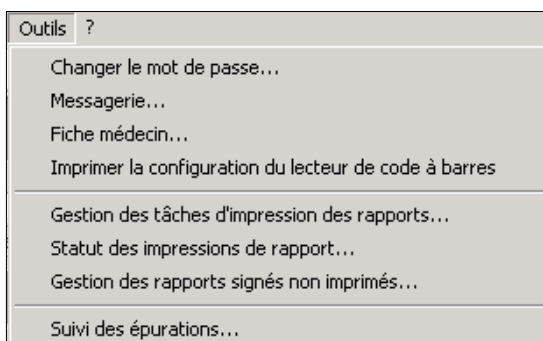 Outils ?
Changer le mot de passe...
Messagerie...
Fiche médecin...
Imprimer la configuration du lecteur de code à barres
Gestion des tâches d'impression des rapports...
Statut des impressions de rapport...
Gestion des rapports signés non imprimés...
Suivi des épurations...